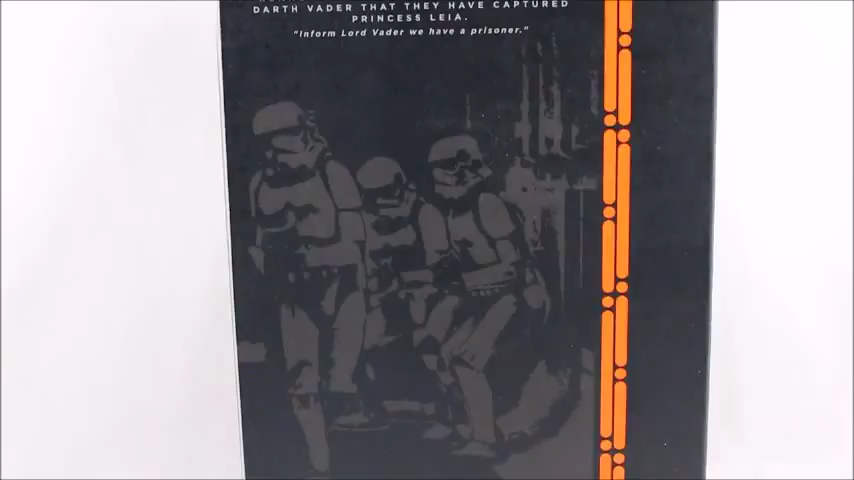 DARTH VADER THAT THEY HAVE CAPTURED
PRINCESS LEIA.
"Inform Lord Vader we have a prisoner."